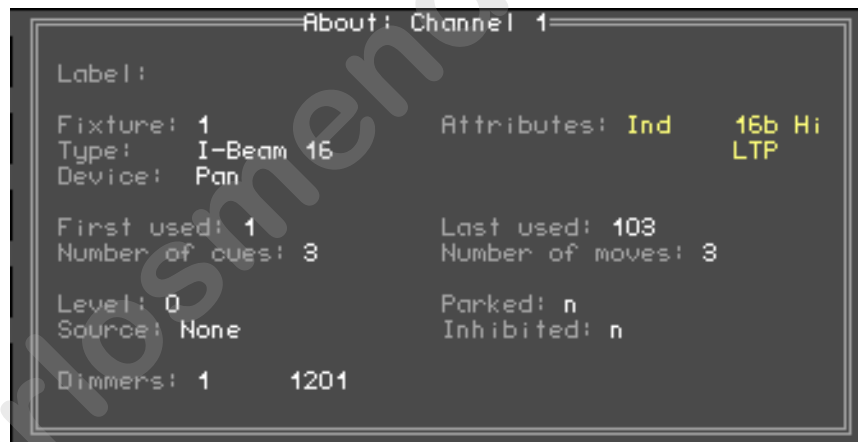 About: Channel 1
Label:
Fixture: 1 Attributes: Ind 16b Hi
Type: I-Beam 16 LTP
Device: Pan
First used: 1 Last used: 103
Number of cues: 3 Number of moves: 3
Level: 0 Parked: n
Source: None Inhibited: n
Dimmers: 1 1201
rlosmend